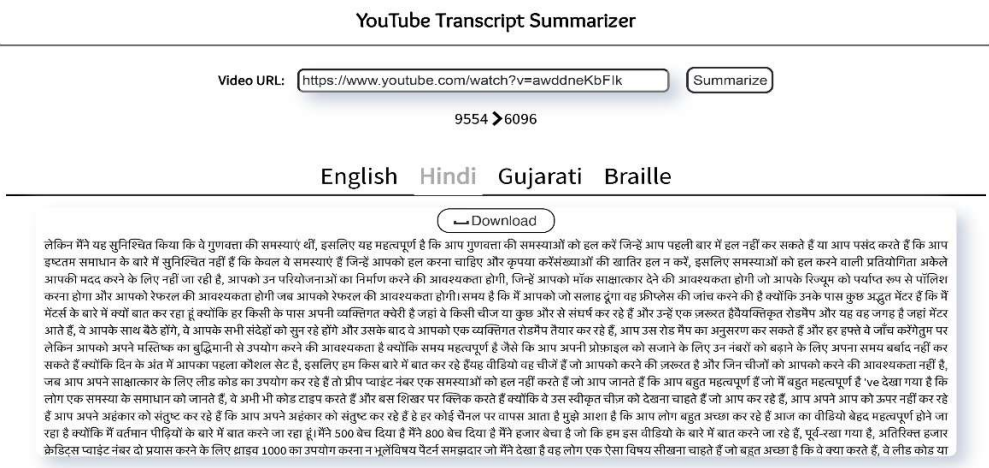 YouTube Transcript Summarizer
Video URL: https://www.youtube.com/watch?v=awddneKbFIk Summarize
9554 6096
English Hindi Gujarati Braille
Download
लेकिन मैंने यह सुनिश्चित किया कि वे गुणवत्ता की समस्याएं थीं, इसलिए यह महत्वपूर्ण है कि आप गुणवत्ता की समस्याओं को हल करें जिन्हें आप पहली बार में हल नहीं कर सकते हैं या आप पसंद करते हैं कि आप
इष्टतम समाधान के बारे में सुनिश्चित नहीं हैं कि केवल वे समस्याएं हैं जिन्हें आपको हल करना चाहिए और कृपया करेंसंख्याओं की खातिर हल न करें, इसलिए समस्याओं को हल करने वाली प्रतियोगिता अकेले
आपकी मदद करने के लिए नहीं जा रही है, आपको उन परियोजनाओं का निर्माण करने की आवश्यकता होगी, जिन्हें आपको मॉक साक्षात्कार देने की आवश्यकता होगी जो आपके रिज्यूम को पर्याप्त रूप से पॉलिश
करना होगा और आपको रेफरल की आवश्यकता होगी जब आपको रेफरल की आवश्यकता होगी।समय है कि मैं आपको जो सलाह दूंगा वह प्रीप्लेस की जांच करने की है क्योंकि उनके पास कुछ अद्भुत मेंटर हैं कि मैं
मेंटर्स के बारे में क्यों बात कर रहा हूं क्योंकि हर किसी के पास अपनी व्यक्तिगत क्वेरी है जहां वे किसी चीज या कुछ और से संघर्ष कर रहे हैं और उन्हें एक ज़रूरत हैवैयक्तिकृत रोडमैप और यह वह जगह है जहां मेंटर
आते हैं, वे आपके साथ बैठे होंगे, वे आपके सभी संदेहों को सुन रहे होंगे और उसके बाद वे आपको एक व्यक्तिगत रोडमैप तैयार कर रहे हैं, आप उस रोड मैप का अनुसरण कर सकते हैं और हर हफ्ते वे जाँच करेंगेतुम पर
लेकिन आपको अपने मस्तिष्क का बुद्धिमानी से उपयोग करने की आवश्यकता है क्योंकि समय महत्वपूर्ण है जैसे कि आप अपनी प्रोफ़ाइल को सजाने के लिए उन नंबरों को बढ़ाने के लिए अपना समय बर्बाद नहीं कर
सकते हैं क्योंकि दिन के अंत में आपका पहला कौशल सेट है, इसलिए हम किस बारे में बात कर रहे हैंयह वीडियो वह चीजें हैं जो आपको करने की ज़रूरत है और जिन चीजों को आपको करने की आवश्यकता नहीं है,
जब आप अपने साक्षात्कार के लिए लीड कोड का उपयोग कर रहे हैं तो प्रीप प्वाइंट नंबर एक समस्याओं को हल नहीं करते हैं जो आप जानते हैं कि आप बहुत महत्वपूर्ण हैं जो मैं बहुत महत्वपूर्ण है 've देखा गया है कि
लोग एक समस्या के समाधान को जानते हैं, वे अभी भी कोड टाइप करते हैं और बस शिखर पर क्लिक करते हैं क्योंकि वे उस स्वीकृत चीज़ को देखना चाहते हैं जो आप कर रहे हैं, आप अपने आप को ऊपर नहीं कर रहे
हैं आप अपने अहंकार को संतुष्ट कर रहे हैं कि आप अपने अहंकार को संतुष्ट कर रहे हैं हे हर कोई चैनल पर वापस आता है मुझे आशा है कि आप लोग बहुत अच्छा कर रहे हैं आज का वीडियो बेहद महत्वपूर्ण होने जा
रहा है क्योंकि मैं वर्तमान पीढ़ियों के बारे में बात करने जा रहा हूं।मैंने 500 बेच दिया है मैंने 800 बेच दिया है मैंने हजार बेचा है जो कि हम इस वीडियो के बारे में बात करने जा रहे हैं, पूर्व-रखा गया है, अतिरिक्त हजार
क्रेडिट्स प्वाइंट नंबर दो प्रयास करने के लिए थ्राइव 1000 का उपयोग करना न भूलेंविषय पैटर्न समझदार जो मैंने देखा है वह लोग एक ऐसा विषय सीखना चाहते हैं जो बहुत अच्छा है कि वे क्या करते हैं, वे लीड कोड या